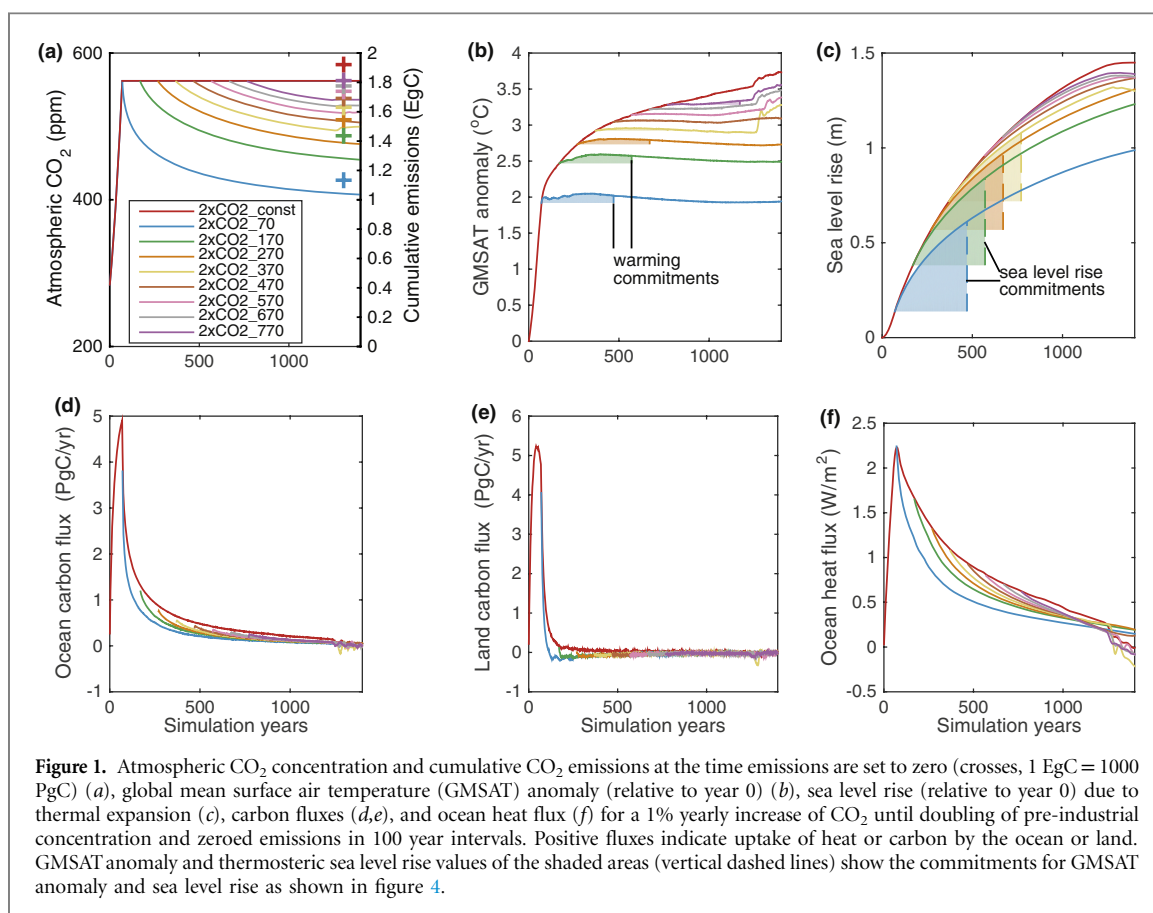 (a)
600
400
200
Atmospheric CO2 (ppm)
2
1.8
1.6
1.4
1.2
1
0.8
0.6
0.4
0.2
0
Cumulative emissions (EgC)
2xCO2_const
2xCO2_70
2xCO2_170
2xCO2_270
2xCO2_370
2xCO2_470
2xCO2_570
2xCO2_670
2xCO2_770
0 500 1000
(b)
4
3.5
3
2.5
2
1.5
1
0.5
0
GMSAT anomaly (°C)
warming
commitments
0 500 1000
(c)
1.5
1
0.5
0
Sea level rise (m)
sea level rise
commitments
0 500 1000
(d)
5
4
3
2
1
0
-1
Ocean carbon flux (PgC/yr)
0 500 1000
Simulation years
(e)
6
5
4
3
2
1
0
-1
Land carbon flux (PgC/yr)
0 500 1000
Simulation years
(f)
2.5
2
1.5
1
0.5
0
-0.5
Ocean heat flux (W/m2)
0 500 1000
Simulation years
Figure 1. Atmospheric CO2 concentration and cumulative CO2 emissions at the time emissions are set to zero (crosses, 1 EgC = 1000
PgC) (a), global mean surface air temperature (GMSAT) anomaly (relative to year 0) (b), sea level rise (relative to year 0) due to
thermal expansion (c), carbon fluxes (d,e), and ocean heat flux (f) for a 1% yearly increase of CO2 until doubling of pre-industrial
concentration and zeroed emissions in 100 year intervals. Positive fluxes indicate uptake of heat or carbon by the ocean or land.
GMSAT anomaly and thermosteric sea level rise values of the shaded areas (vertical dashed lines) show the commitments for GMSAT
anomaly and sea level rise as shown in figure 4.